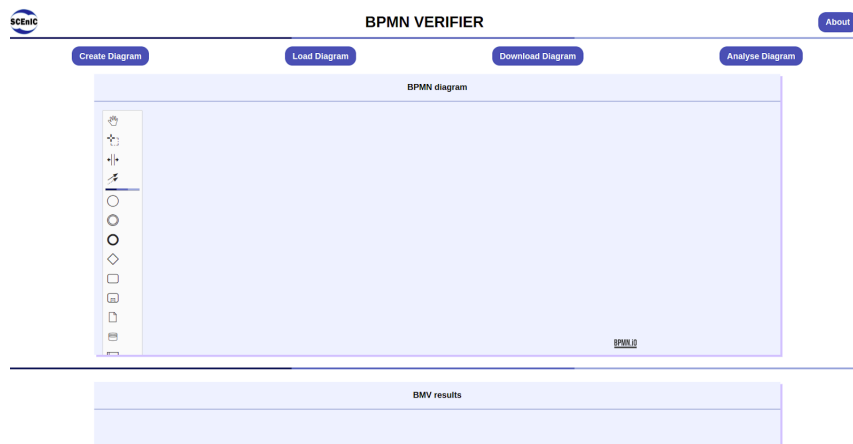 SCEnIC
BPMN VERIFIER
About
Create Diagram
Load Diagram
Download Diagram
Analyse Diagram
BPMN diagram
BPMN.iO
BMV results